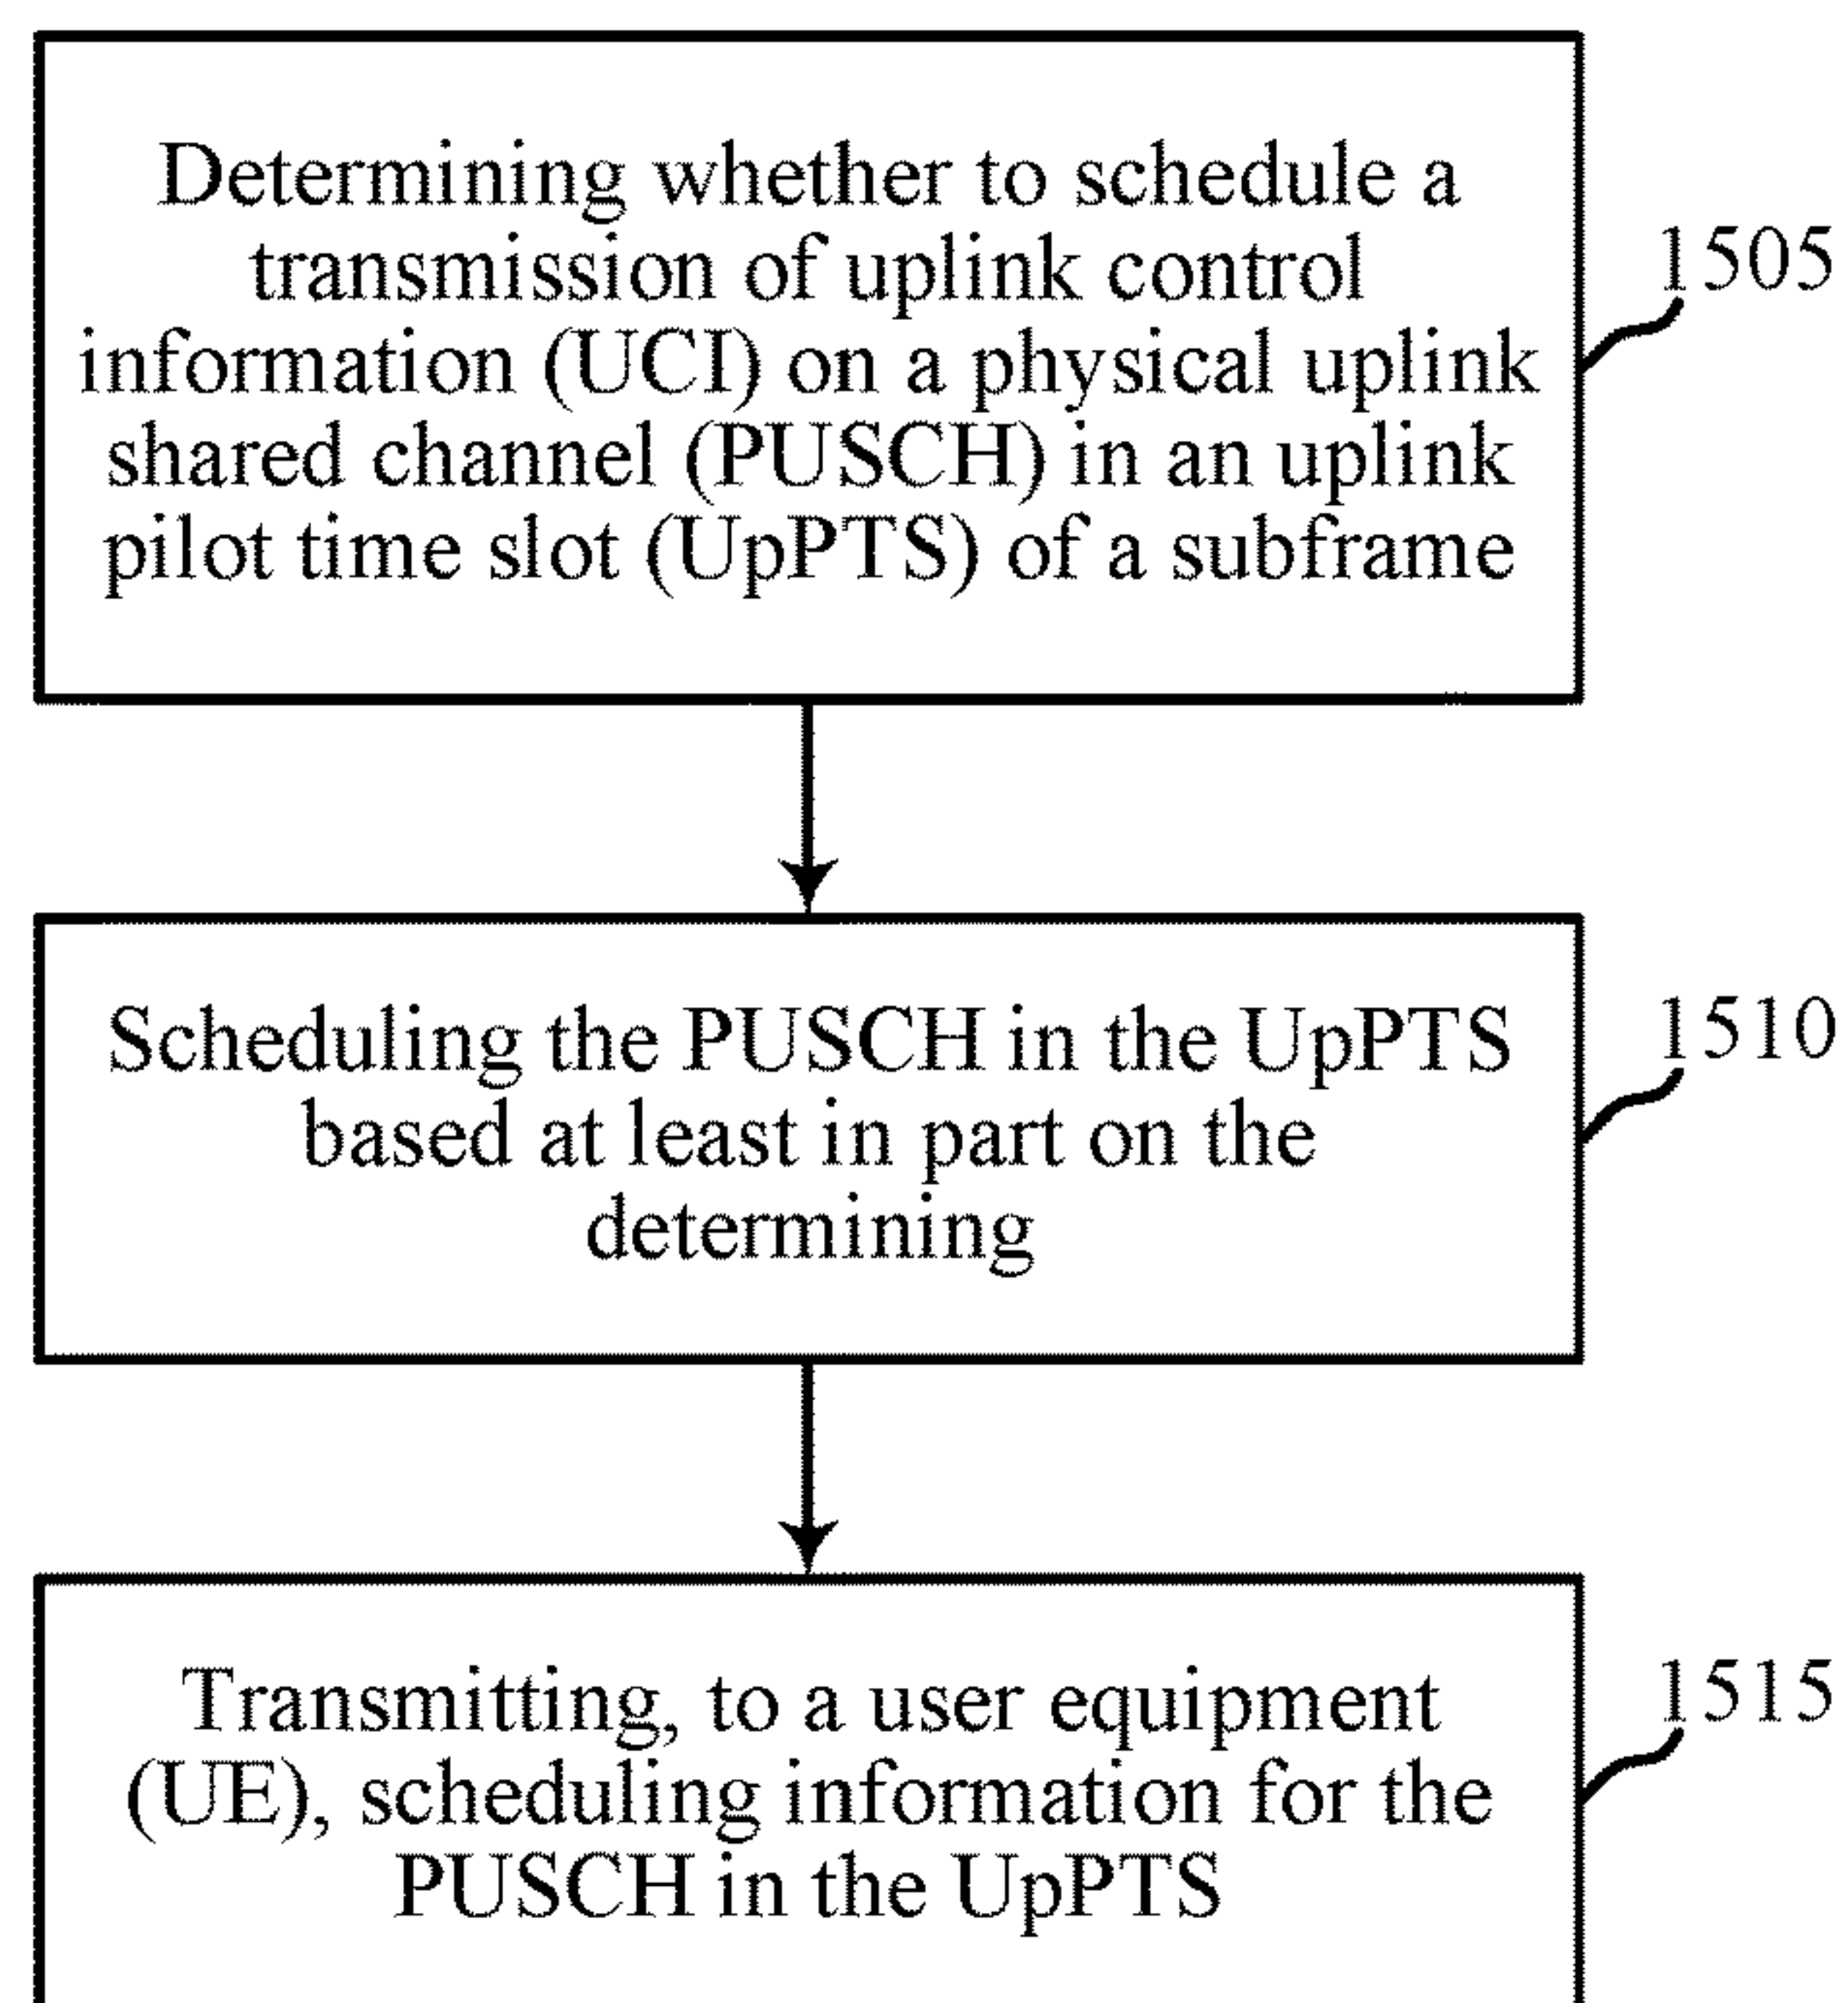 Determining whether to schedule a
transmission of uplink control
information (UCI) on a physical uplink
shared channel (PUSCH) in an uplink
pilot time slot (UpPTS) of a subframe
1505
Scheduling the PUSCH in the UpPTS
based at least in part on the
determining
1510
Transmitting, to a user equipment
(UE), scheduling information for the
PUSCH in the UpPTS
1515